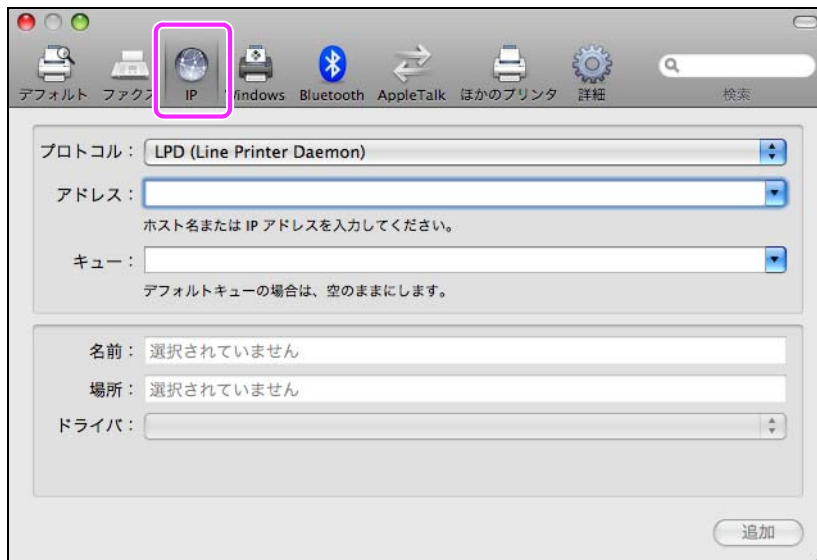 デフォルト ファクス IP Windows Bluetooth AppleTalk ほかのプリンタ 詳細 検索
プロトコル： LPD (Line Printer Daemon)
アドレス：
ホスト名または IP アドレスを入力してください。
キュー：
デフォルトキューの場合は、空のままにします。
名前： 選択されていません
場所： 選択されていません
ドライバ：
追加